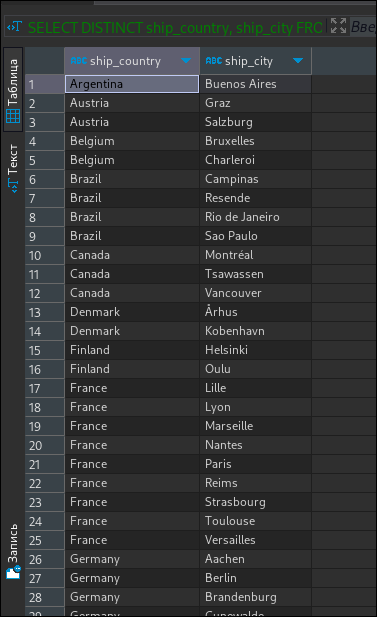 SELECT DISTINCT ship_country, ship_city FRO
Введ
Таблица
Текст
Запись
ABC ship_country ABC ship_city
1 Argentina Buenos Aires
2 Austria Graz
3 Austria Salzburg
4 Belgium Bruxelles
5 Belgium Charleroi
6 Brazil Campinas
7 Brazil Resende
8 Brazil Rio de Janeiro
9 Brazil Sao Paulo
10 Canada Montréal
11 Canada Tsawassen
12 Canada Vancouver
13 Denmark Århus
14 Denmark Kobenhavn
15 Finland Helsinki
16 Finland Oulu
17 France Lille
18 France Lyon
19 France Marseille
20 France Nantes
21 France Paris
22 France Reims
23 France Strasbourg
24 France Toulouse
25 France Versailles
26 Germany Aachen
27 Germany Berlin
28 Germany Brandenburg
29 Germany Cunewalde